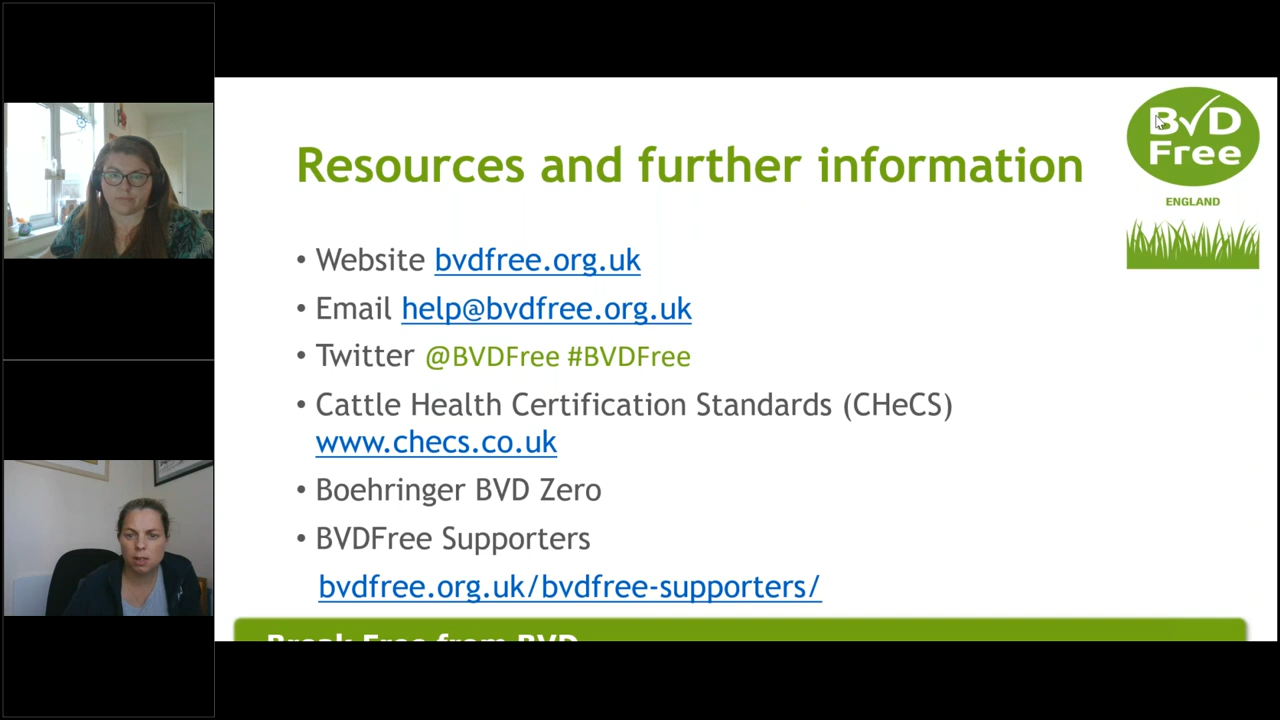 Resources and further information
BVD
Free
ENGLAND
• Website bvdfree.org.uk
• Email help@bvdfree.org.uk
• Twitter @BVDFree #BVDFree
• Cattle Health Certification Standards (CHeCS)
www.checs.co.uk
• Boehringer BVD Zero
• BVDFree Supporters
bvdfree.org.uk/bvdfree-supporters/
Break Free from BVD